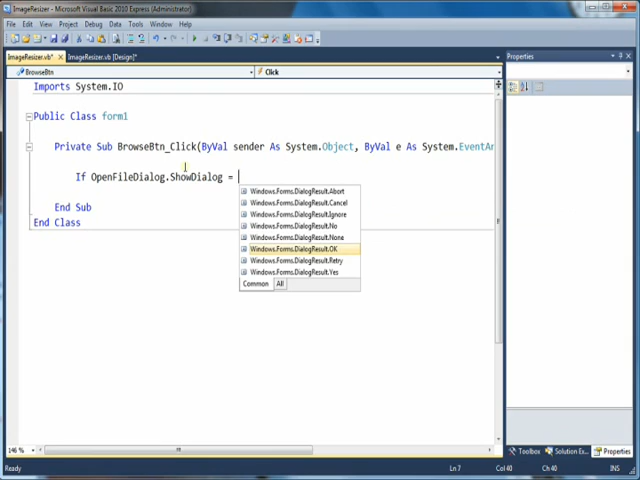 ImageResizer - Microsoft Visual Basic 2010 Express (Administrator)
File Edit View Project Debug Data Tools Window Help
ImageResizer.vb* ImageResizer.vb [Design]*
Properties
BrowseBtn Click
Imports System.IO
Public Class form1
Private Sub BrowseBtn_Click(ByVal sender As System.Object, ByVal e As System.EventAr
If OpenFileDialog.ShowDialog =
Windows.Forms.DialogResult.Abort
Windows.Forms.DialogResult.Cancel
Windows.Forms.DialogResult.Ignore
Windows.Forms.DialogResult.No
Windows.Forms.DialogResult.None
Windows.Forms.DialogResult.OK
Windows.Forms.DialogResult.Retry
Windows.Forms.DialogResult.Yes
Common All
End Sub
End Class
146 %
Toolbox Solution Ex... Properties
Ready Ln 7 Col 40 Ch 40 INS